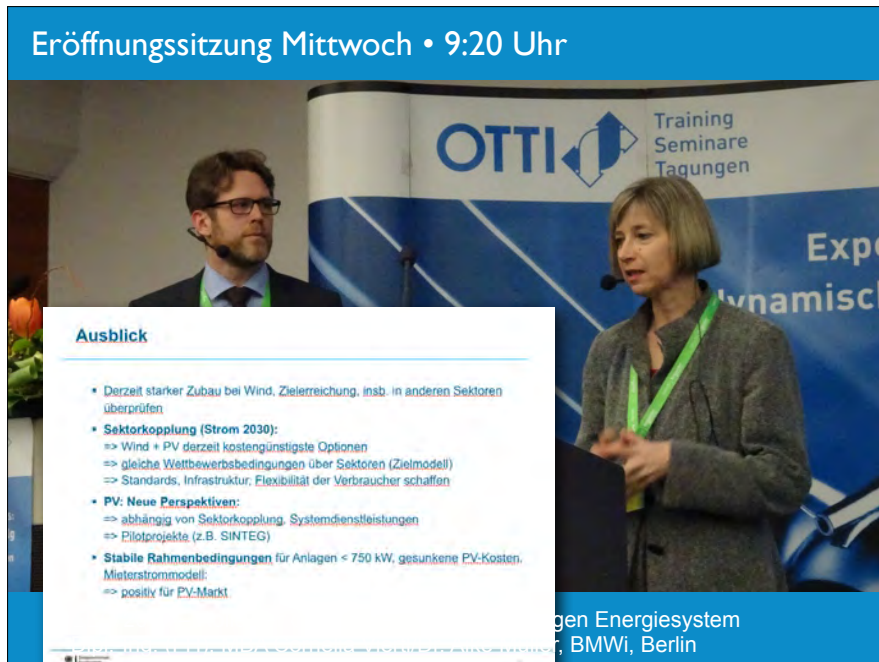 Eröffnungssitzung Mittwoch • 9:20 Uhr
OTTI
Training
Seminare
Tagungen
Expe
dynamisch
Ausblick
▪ Derzeit starker Zubau bei Wind, Zielerreichung, insb. in anderen Sektoren
überprüfen
▪ Sektorkopplung (Strom 2030):
=> Wind + PV derzeit kostengünstigste Optionen
=> gleiche Wettbewerbsbedingungen über Sektoren (Zielmodell)
=> Standards, Infrastruktur, Flexibilität der Verbraucher schaffen
▪ PV: Neue Perspektiven:
=> abhängig von Sektorkopplung, Systemdienstleistungen
=> Pilotprojekte (z.B. SINTEG)
▪ Stabile Rahmenbedingungen für Anlagen < 750 kW, gesunkene PV-Kosten,
Mieterstrommodell:
=> positiv für PV-Markt
gen Energiesystem
, BMWi, Berlin